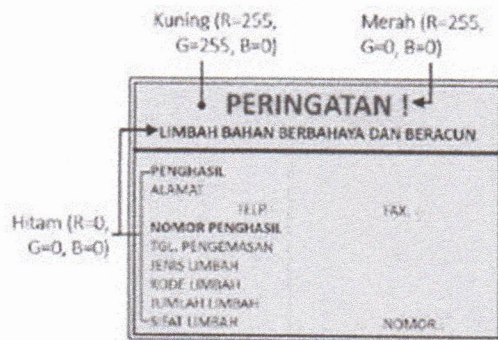 Kuning (R=255, G=255, B=0)
Merah (R=255, G=0, B=0)
PERINGATAN !
LIMBAH BAHAN BERBAHAYA DAN BERACUN
Hitam (R=0, G=0, B=0)
PENGHASIL
ALAMAT
TELP. FAX.
NOMOR PENGHASIL
TGL. PENGEMASAN
JENIS LIMBAH
KODE LIMBAH
JUMLAH LIMBAH
SIFAT LIMBAH NOMOR: